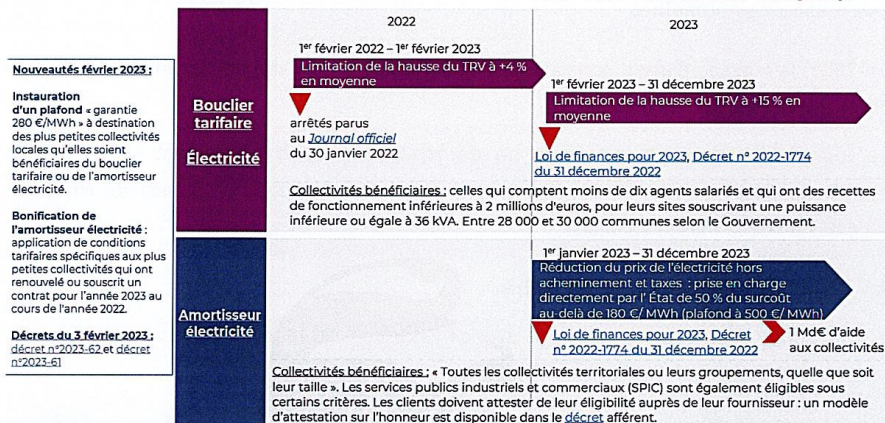 2022
2023
Nouveautés février 2023 :
Instauration
d'un plafond « garantie
280 €/MWh » à destination
des plus petites collectivités
locales qu'elles soient
bénéficiaires du bouclier
tarifaire ou de l'amortisseur
électricité.
Bonification de
l'amortisseur électricité :
application de conditions
tarifaires spécifiques aux plus
petites collectivités qui ont
renouvelé ou souscrit un
contrat pour l'année 2023 au
cours de l'année 2022.
Décrets du 3 février 2023 :
décret n°2023-62 et décret
n°2023-61
Bouclier
tarifaire
Électricité
1er février 2022 – 1er février 2023
Limitation de la hausse du TRV à +4 %
en moyenne
arrêtés parus
au Journal officiel
du 30 janvier 2022
1er février 2023 – 31 décembre 2023
Limitation de la hausse du TRV à +15 % en
moyenne
Loi de finances pour 2023, Décret n° 2022-1774
du 31 décembre 2022
Collectivités bénéficiaires : celles qui comptent moins de dix agents salariés et qui ont des recettes
de fonctionnement inférieures à 2 millions d'euros, pour leurs sites souscrivant une puissance
inférieure ou égale à 36 kVA. Entre 28 000 et 30 000 communes selon le Gouvernement.
Amortisseur
électricité
1er janvier 2023 – 31 décembre 2023
Réduction du prix de l'électricité hors
acheminement et taxes : prise en charge
directement par l' État de 50 % du surcoût
au-delà de 180 €/ MWh (plafond à 500 €/ MWh)
Loi de finances pour 2023, Décret
n° 2022-1774 du 31 décembre 2022
1 Md€ d'aide
aux collectivités
Collectivités bénéficiaires : « Toutes les collectivités territoriales ou leurs groupements, quelle que soit
leur taille ». Les services publics industriels et commerciaux (SPIC) sont également éligibles sous
certains critères. Les clients doivent attester de leur éligibilité auprès de leur fournisseur : un modèle
d'attestation sur l'honneur est disponible dans le décret afférent.